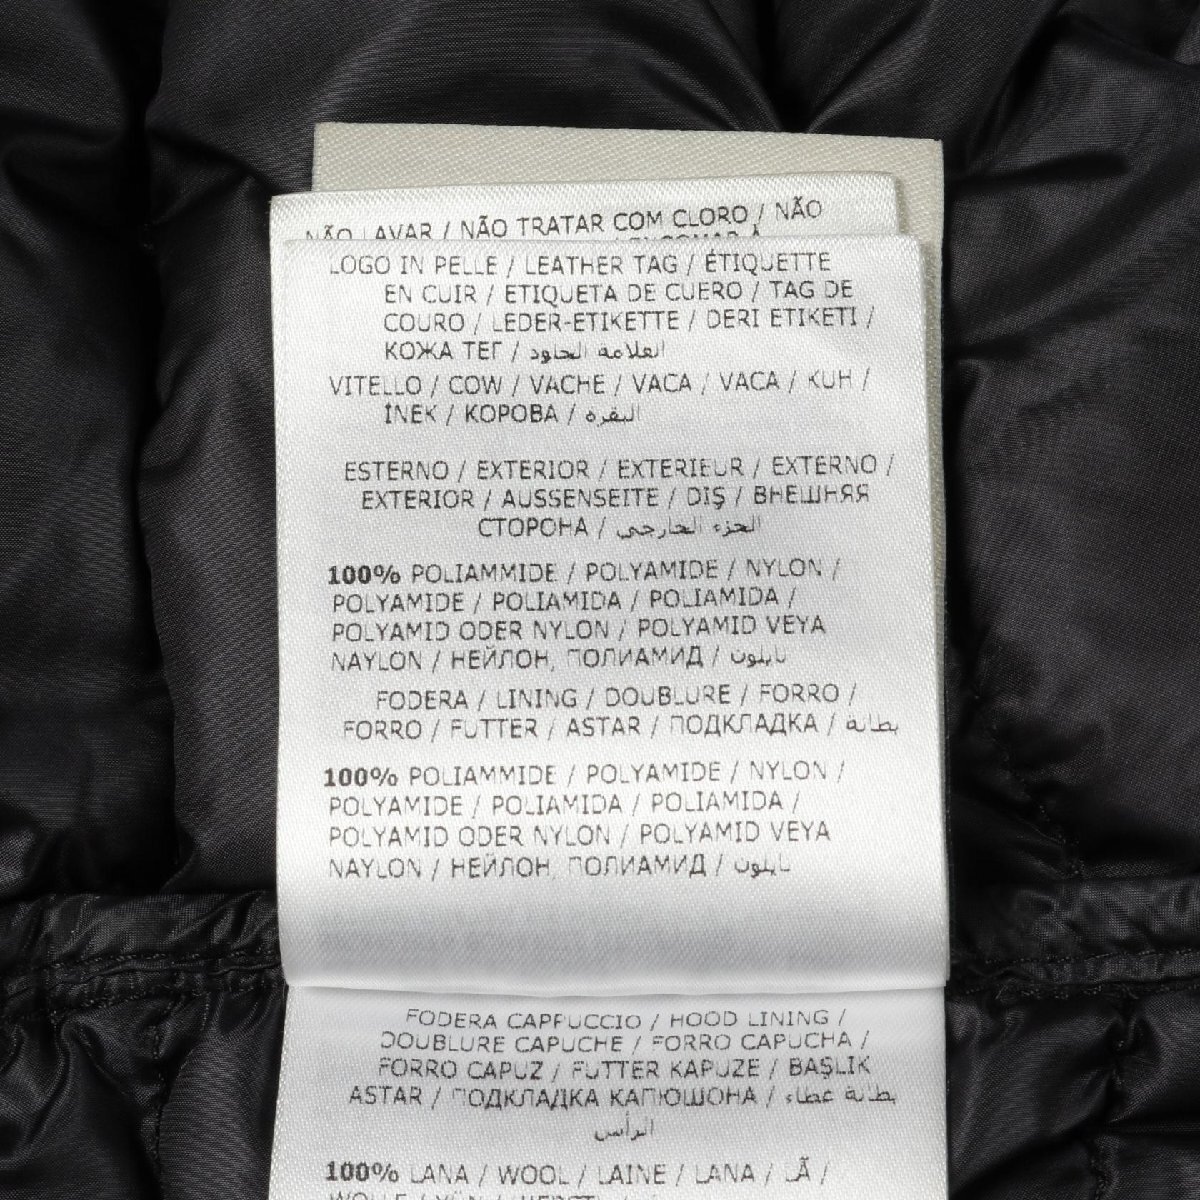 NÃO LAVAR / NÃO TRATAR COM CLORO / NÃO
LOGO IN PELLE / LEATHER TAG / ÉTIQUETTE
EN CUIR / ETIQUETA DE CUERO / TAG DE
COURO / LEDER-ETIKETTE / DERI ETIKETI /
КОЖА ТЕГ / العلامة الجلود
VITELLO / COW / VACHE / VACA / VACA / KUH /
İNEK / КОРОВА / البقرة
ESTERNO / EXTERIOR / EXTERIEUR / EXTERNO /
EXTERIOR / AUSSENSEITE / DIŞ / ВНЕШНЯЯ
СТОРОНА / الجزء الخارجي
100% POLIAMMIDE / POLYAMIDE / NYLON /
POLYAMIDE / POLIAMIDA / POLIAMIDA /
POLYAMID ODER NYLON / POLYAMID VEYA
NAYLON / НЕЙЛОН, ПОЛИАМИД / نايلون
FODERA / LINING / DOUBLURE / FORRO /
FORRO / FUTTER / ASTAR / ПОДКЛАДКА / بطانة
100% POLIAMMIDE / POLYAMIDE / NYLON /
POLYAMIDE / POLIAMIDA / POLIAMIDA /
POLYAMID ODER NYLON / POLYAMID VEYA
NAYLON / НЕЙЛОН, ПОЛИАМИД / نايلون
FODERA CAPPUCCIO / HOOD LINING /
DOUBLURE CAPUCHE / FORRO CAPUCHA /
FORRO CAPUZ / FUTTER KAPUZE / BAŞLIK
ASTAR / ПОДКЛАДКА КАПЮШОНА / بطانة غطاء
الرأس
100% LANA / WOOL / LAINE / LANA / LÃ /